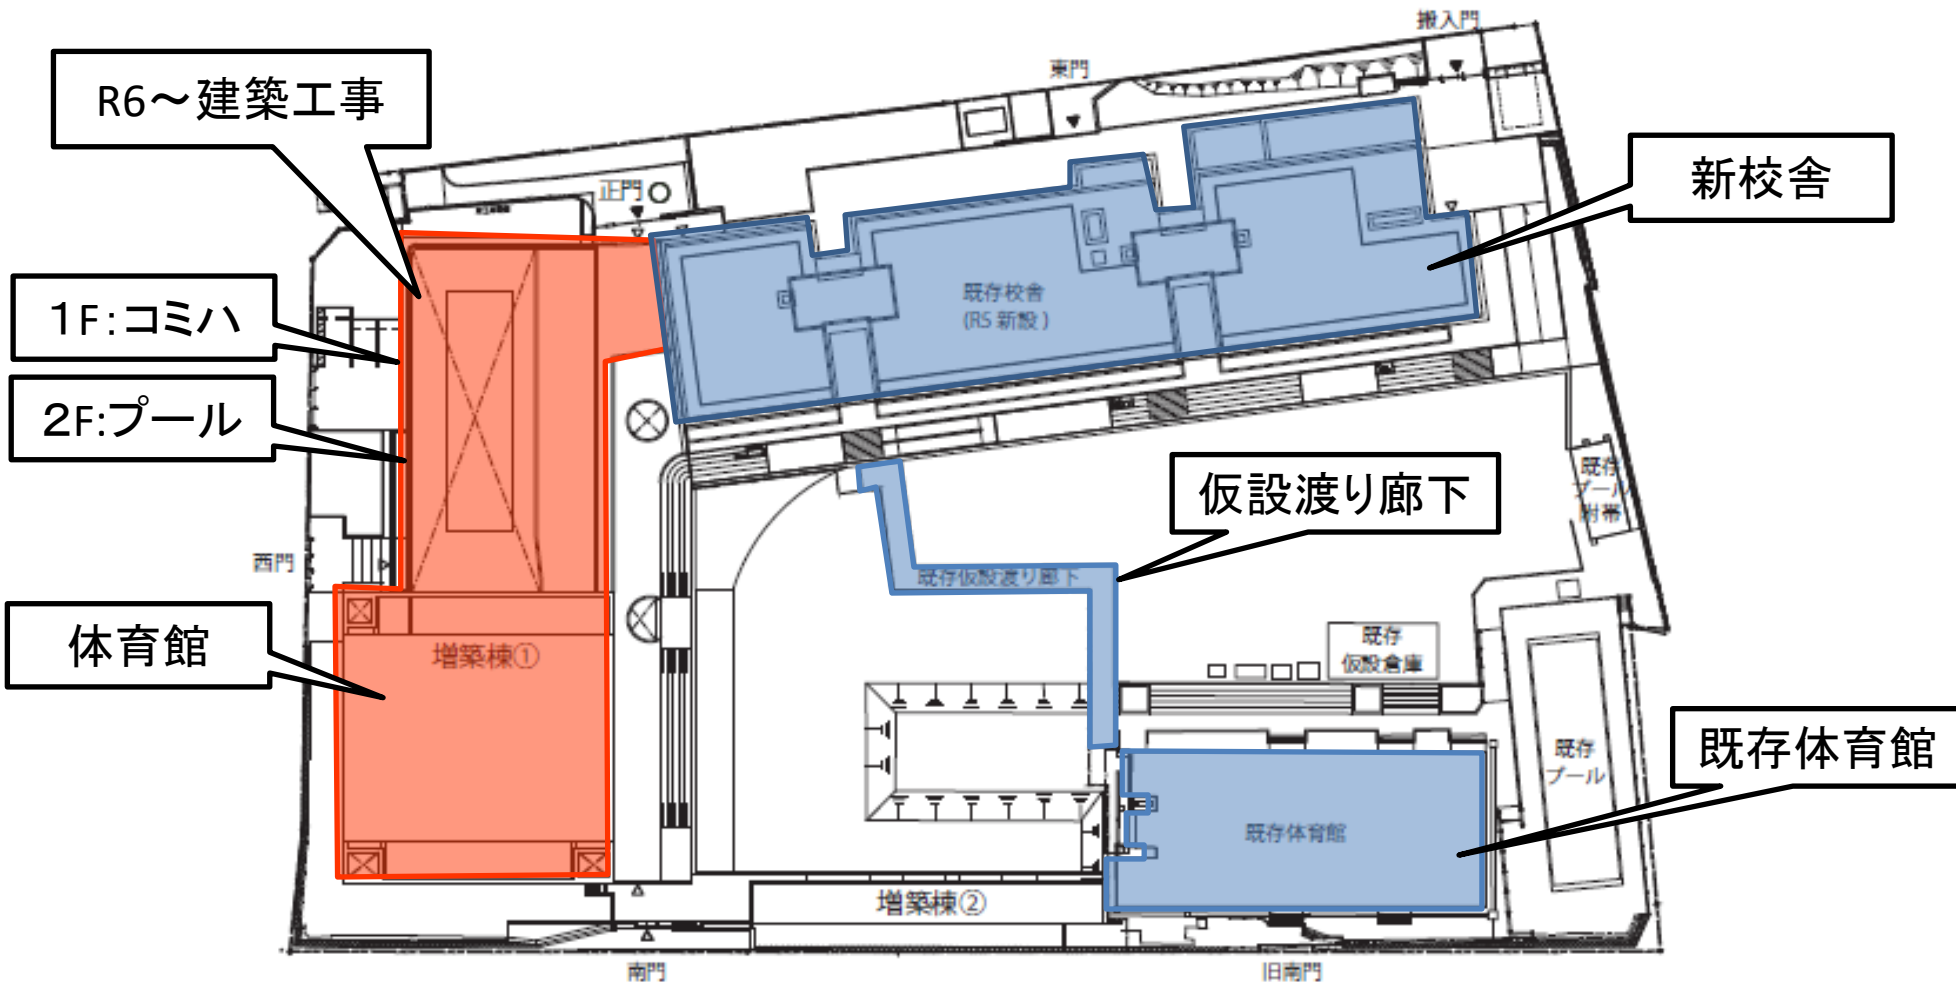 搬入門
東門
R6～建築工事
正門
新校舎
1F:コミハ
既存校舎
(R5 新設 )
2F:プール
既存
プール
附帯
仮設渡り廊下
西門
既存仮設渡り廊下
体育館
増築棟①
既存
仮設倉庫
既存体育館
既存
プール
既存体育館
増築棟②
南門
旧南門